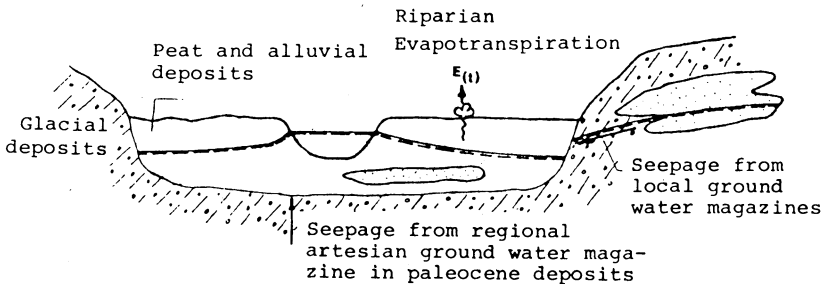 Riparian
Evapotranspiration
Peat and alluvial
deposits
E(t)
Glacial
deposits
Seepage from
local ground
water magazines
Seepage from regional
artesian ground water maga-
zine in paleocene deposits